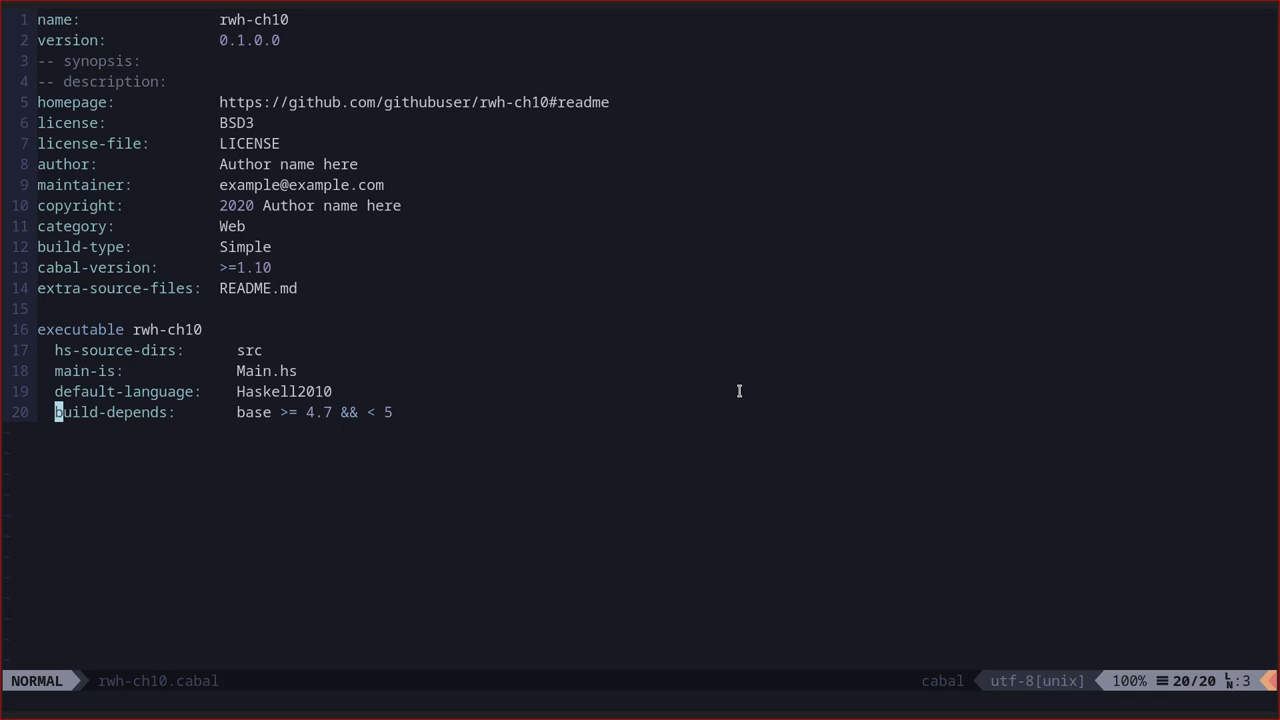 1 name: rwh-ch10
2 version: 0.1.0.0
3 -- synopsis:
4 -- description:
5 homepage: https://github.com/githubuser/rwh-ch10#readme
6 license: BSD3
7 license-file: LICENSE
8 author: Author name here
9 maintainer: example@example.com
10 copyright: 2020 Author name here
11 category: Web
12 build-type: Simple
13 cabal-version: >=1.10
14 extra-source-files: README.md
15
16 executable rwh-ch10
17 hs-source-dirs: src
18 main-is: Main.hs
19 default-language: Haskell2010
20 build-depends: base >= 4.7 && < 5
NORMAL rwh-ch10.cabal cabal utf-8[unix] 100% ☰ 20/20 LN:3